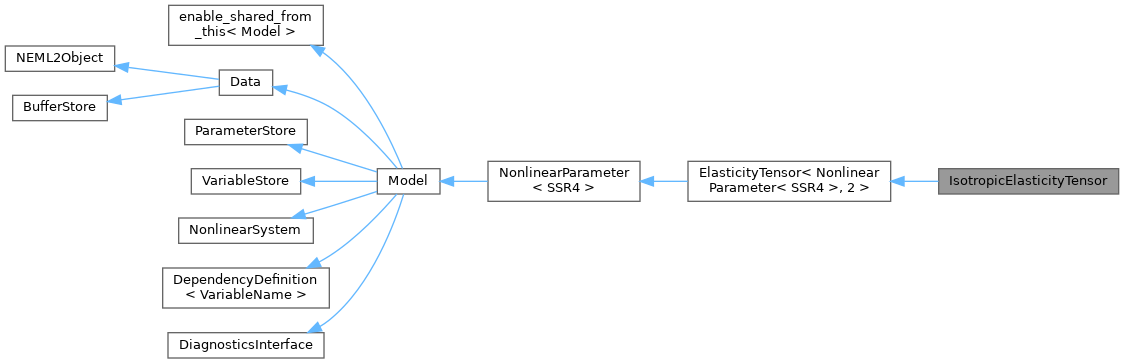 enable_shared_from
_this< Model >
NEML2Object
Data
BufferStore
ParameterStore
VariableStore
Model
NonlinearParameter
< SSR4 >
ElasticityTensor< Nonlinear
Parameter< SSR4 >, 2 >
IsotropicElasticityTensor
NonlinearSystem
DependencyDefinition
< VariableName >
DiagnosticsInterface